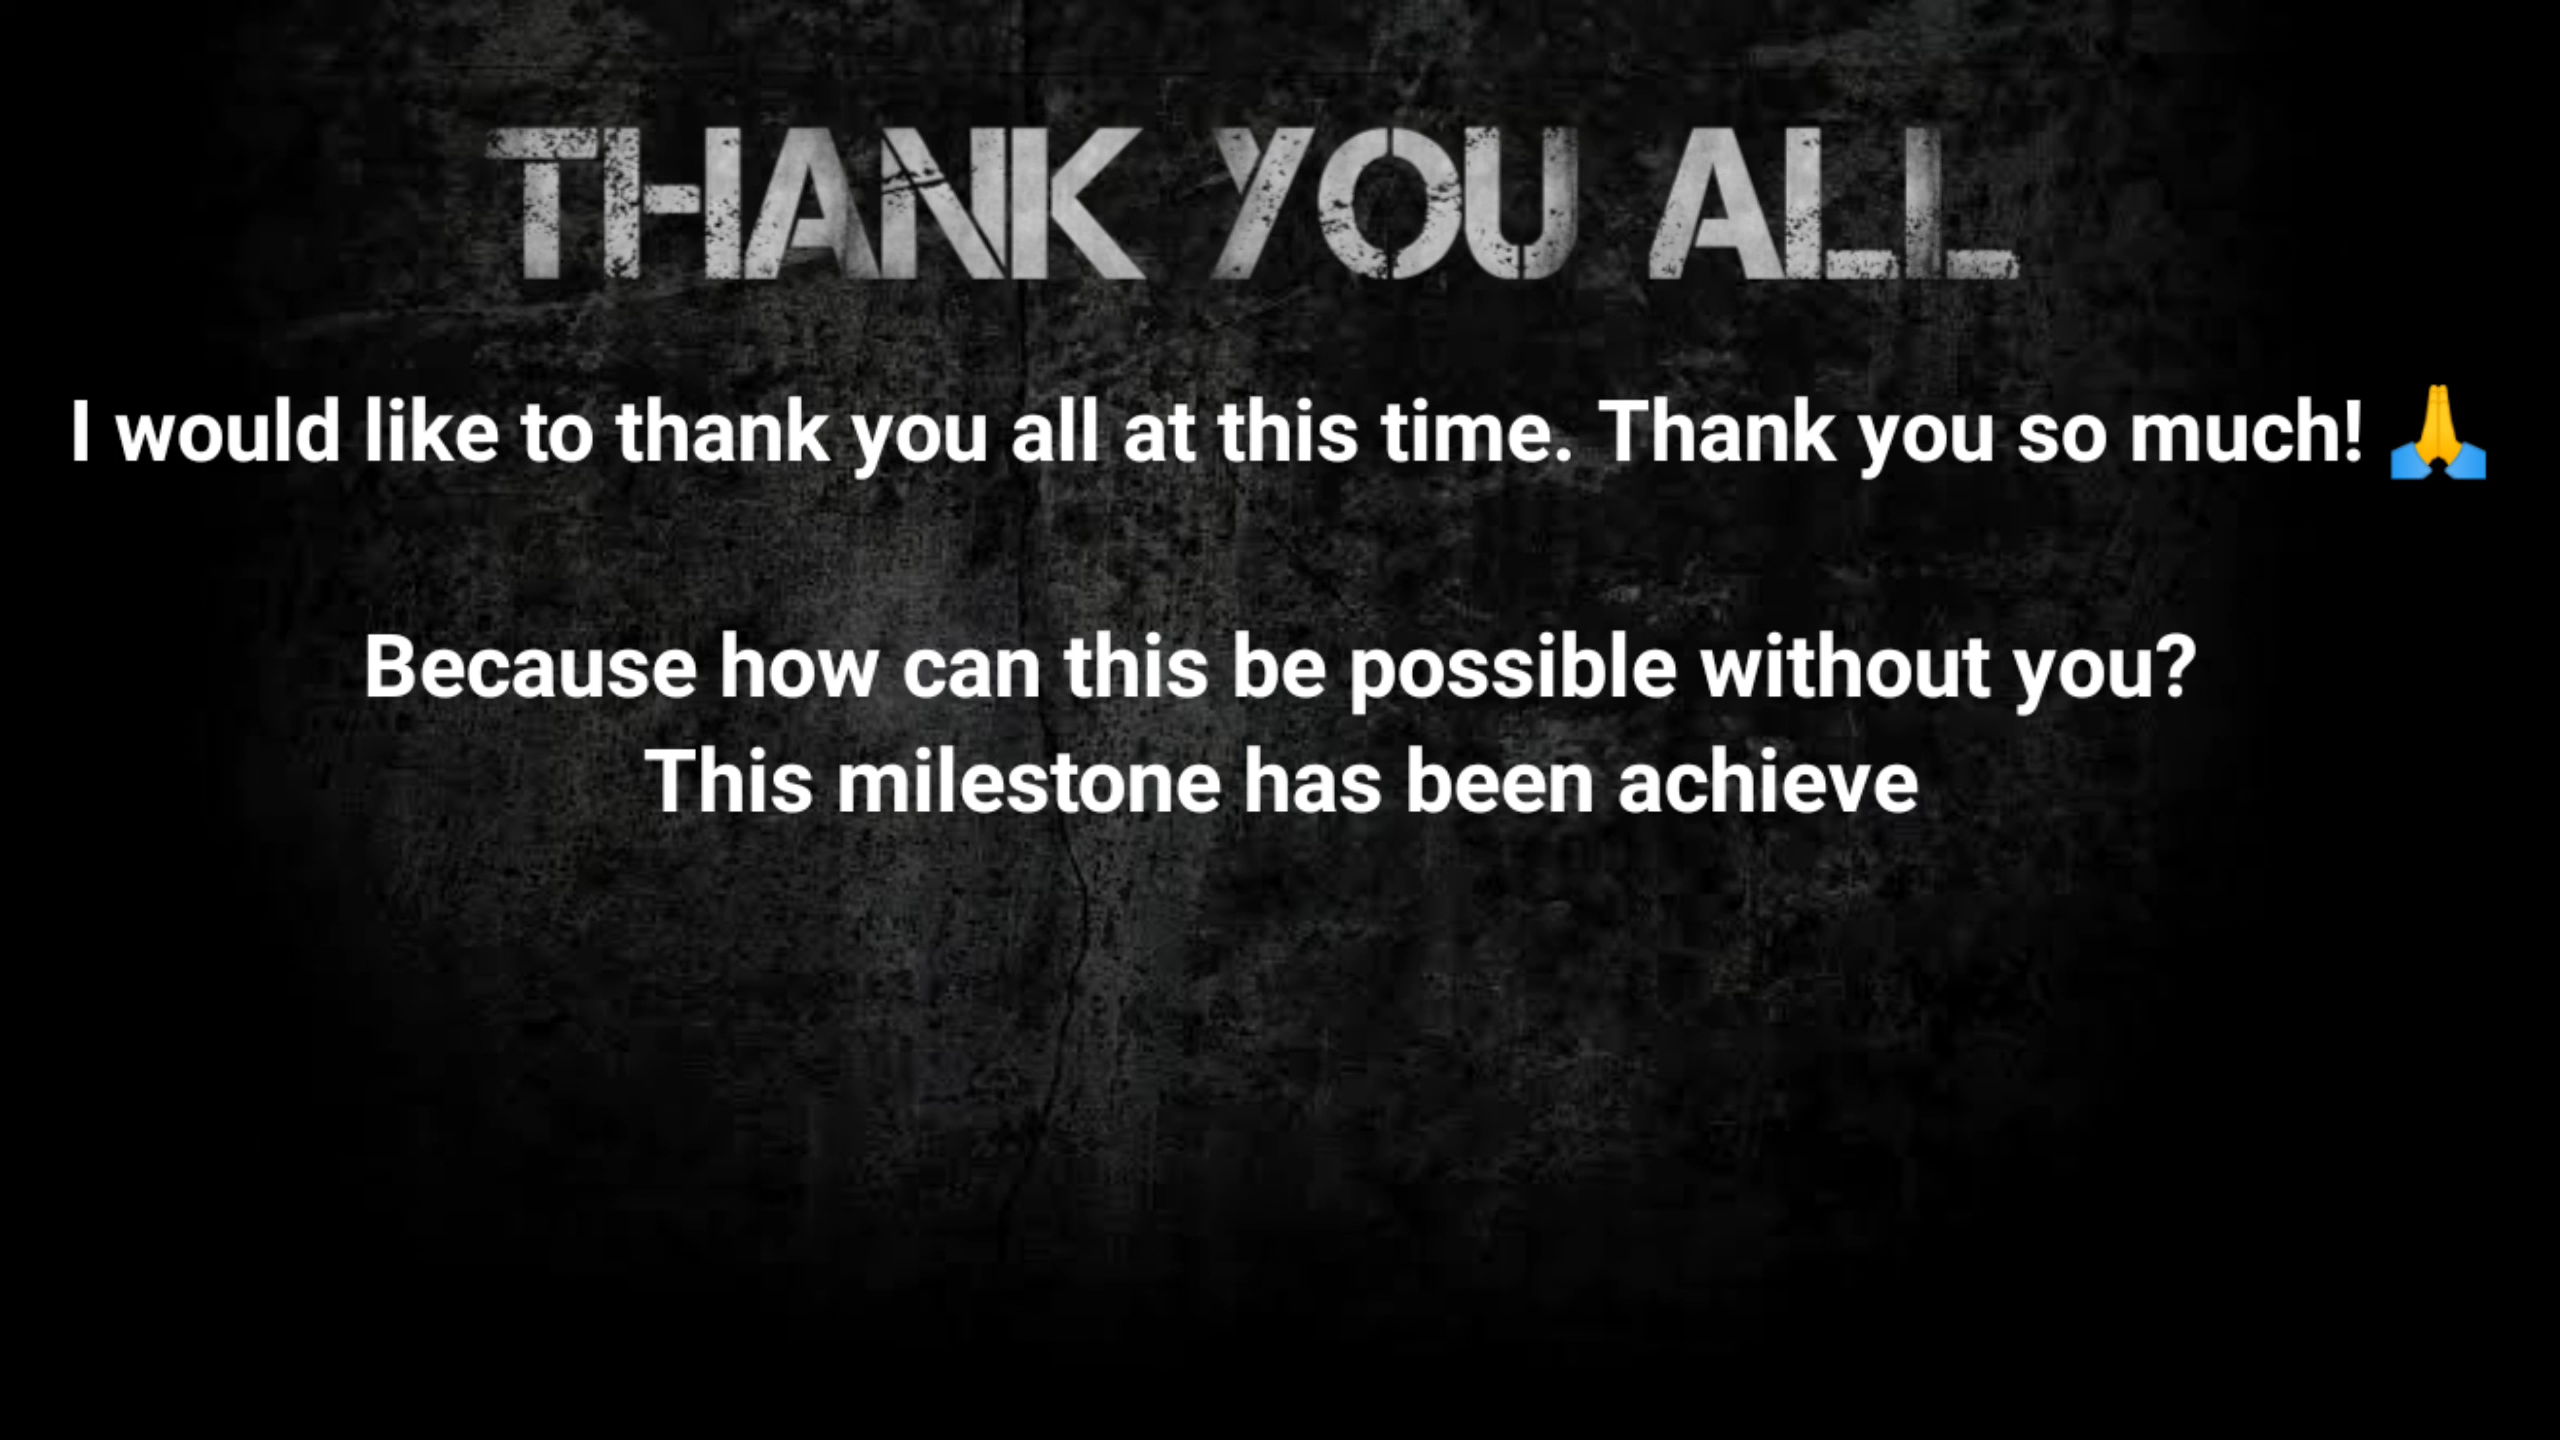 THANK YOU ALL
I would like to thank you all at this time. Thank you so much! 🙏
Because how can this be possible without you?
This milestone has been achieve